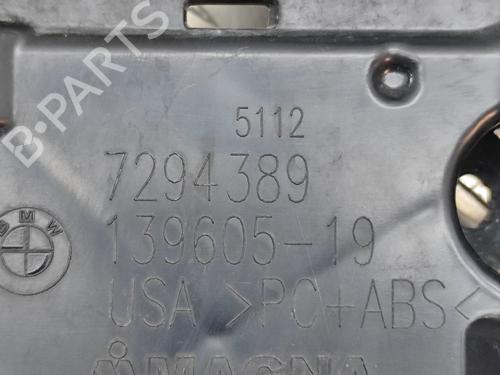 B-PARTS
5112
7294389
BMW
139605-19
USA >PC+ABS<
MAGNA